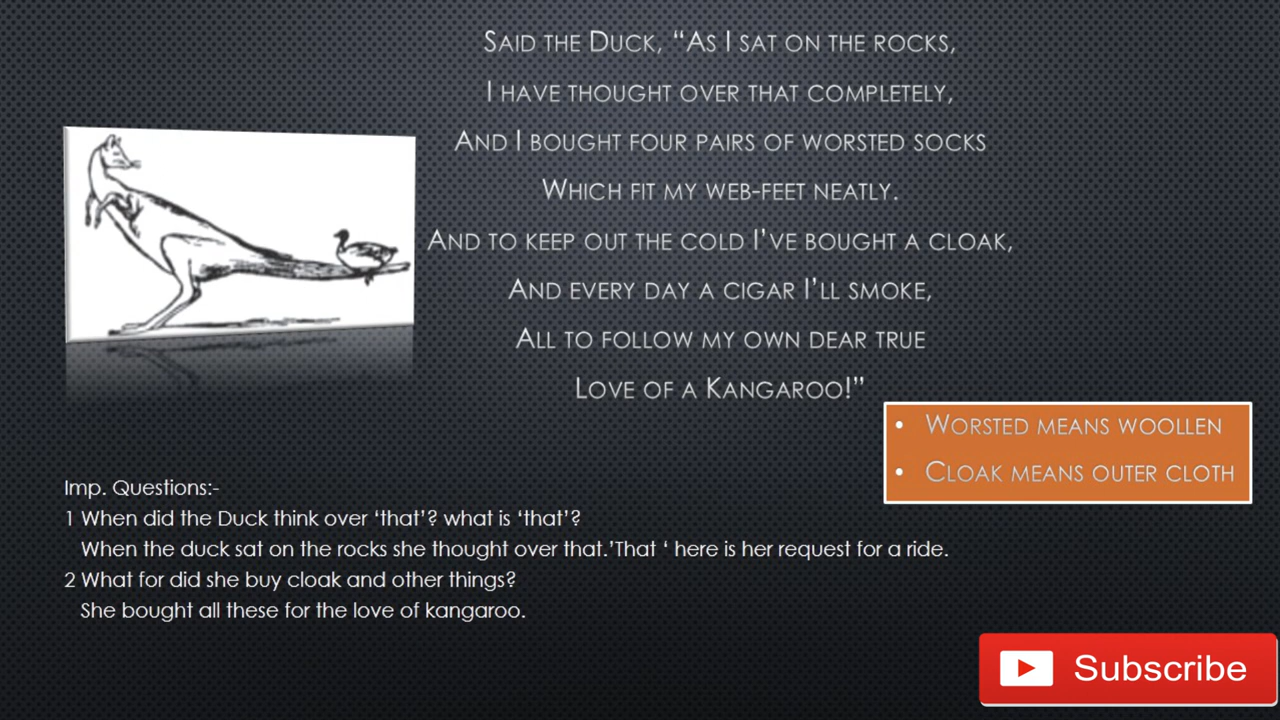 Said the Duck, “As I sat on the rocks,
I have thought over that completely,
And I bought four pairs of worsted socks
Which fit my web-feet neatly.
And to keep out the cold I’ve bought a cloak,
And every day a cigar I’ll smoke,
All to follow my own dear true
Love of a Kangaroo!”
• Worsted means woollen
• Cloak means outer cloth
Imp. Questions:-
1 When did the Duck think over ‘that’? what is ‘that’?
When the duck sat on the rocks she thought over that.’That ‘ here is her request for a ride.
2 What for did she buy cloak and other things?
She bought all these for the love of kangaroo.
Subscribe